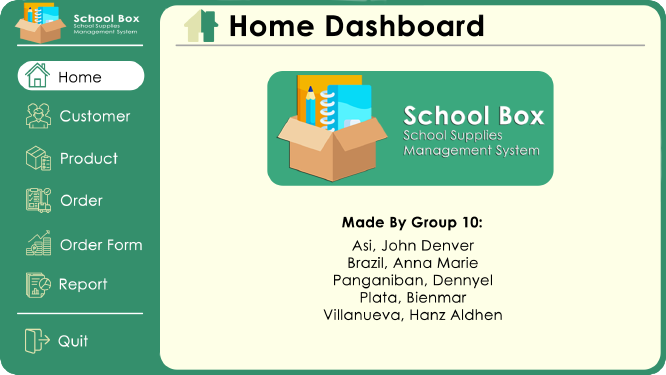 School Box
School Supplies
Management System
Home
Customer
Product
Order
Order Form
Report
Quit
Home Dashboard
School Box
School Supplies
Management System
Made By Group 10:
Asi, John Denver
Brazil, Anna Marie
Panganiban, Dennyel
Plata, Bienmar
Villanueva, Hanz Aldhen